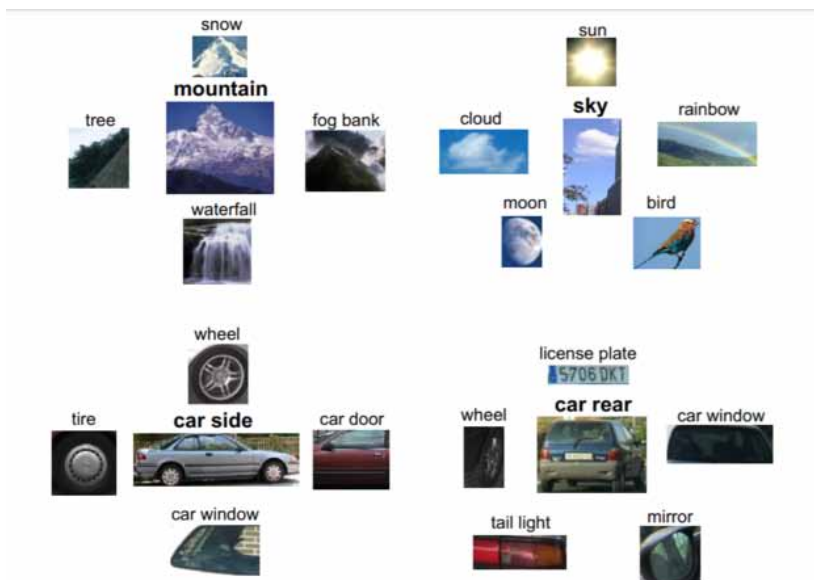 snow
mountain
tree
fog bank
waterfall
sun
sky
cloud
rainbow
moon
bird
wheel
car side
tire
car door
car window
license plate
5706 DKT
car rear
wheel
car window
tail light
mirror